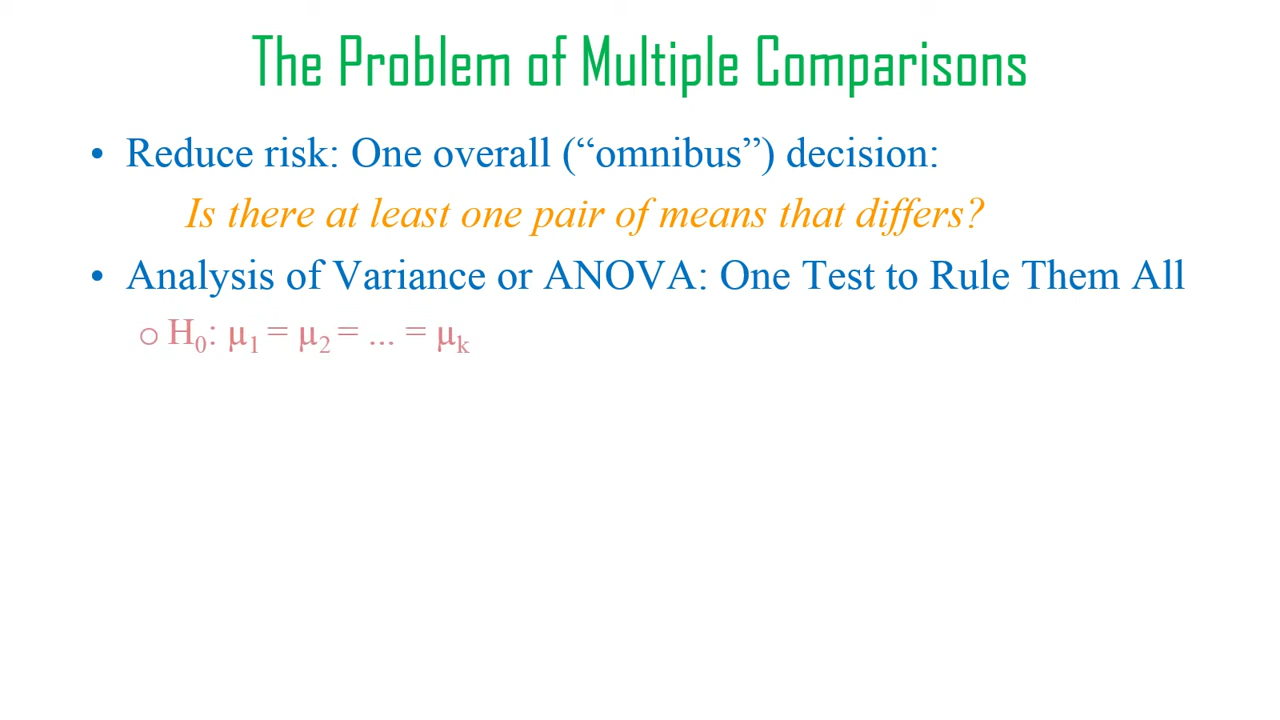 The Problem of Multiple Comparisons
• Reduce risk: One overall (“omnibus”) decision:
Is there at least one pair of means that differs?
• Analysis of Variance or ANOVA: One Test to Rule Them All
o H₀: µ₁ = µ₂ = ... = µₖ